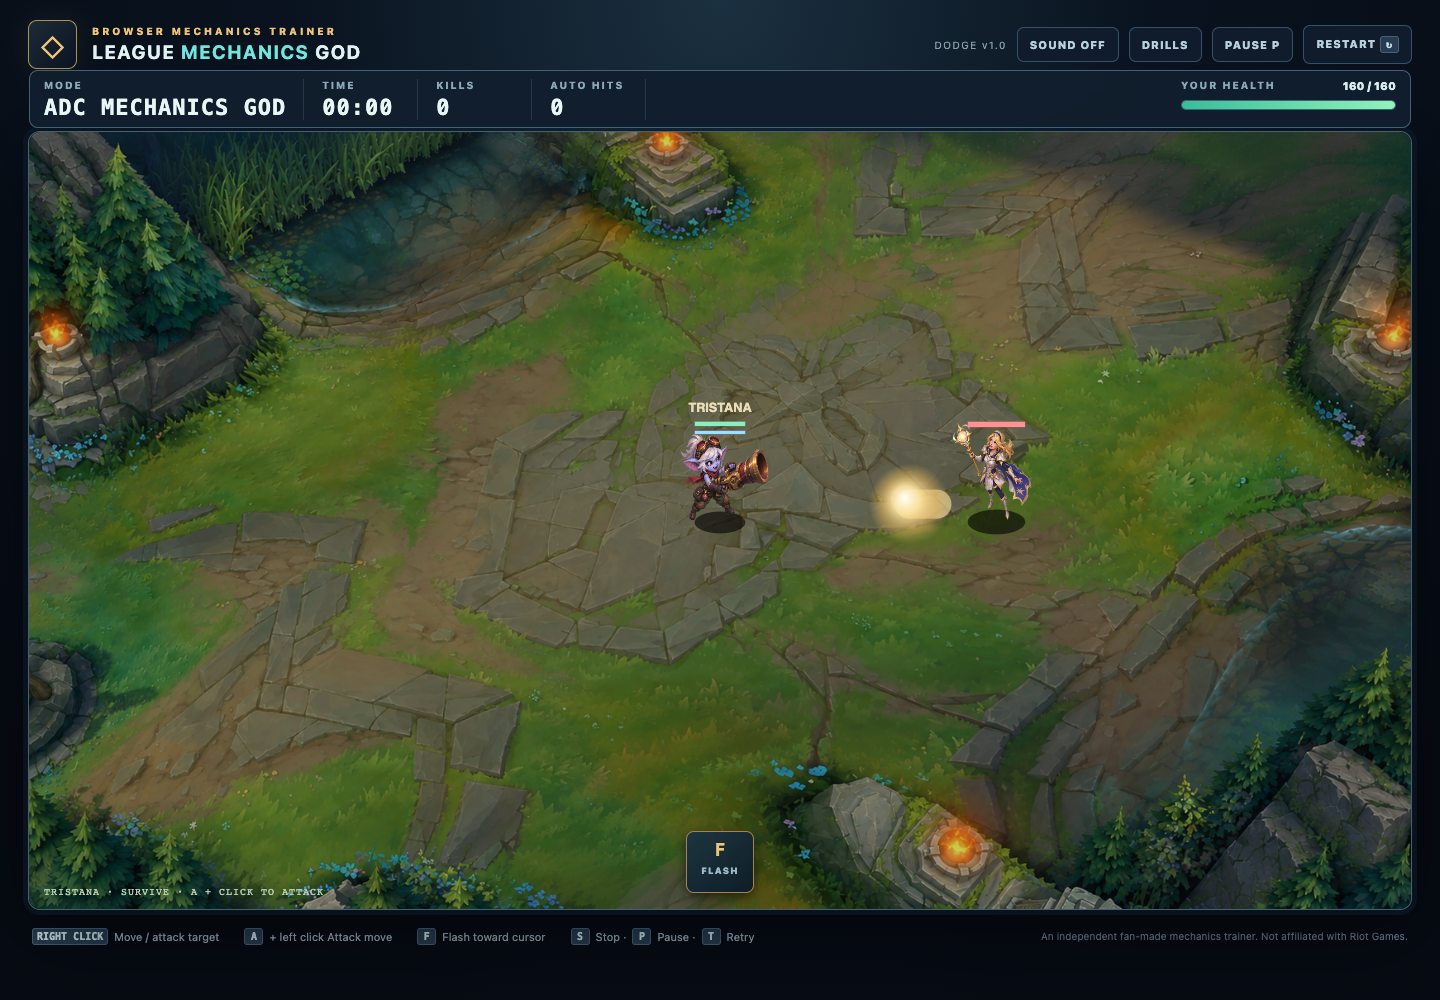 BROWSER MECHANICS TRAINER
LEAGUE MECHANICS GOD
DODGE v1.0
SOUND OFF
DRILLS
PAUSE P
RESTART ↻
MODE
ADC MECHANICS GOD
TIME
00:00
KILLS
0
AUTO HITS
0
YOUR HEALTH
160 / 160
TRISTANA
F
FLASH
TRISTANA · SURVIVE · A + CLICK TO ATTACK
RIGHT CLICK Move / attack target
A + left click Attack move
F Flash toward cursor
S Stop · P Pause · T Retry
An independent fan-made mechanics trainer. Not affiliated with Riot Games.